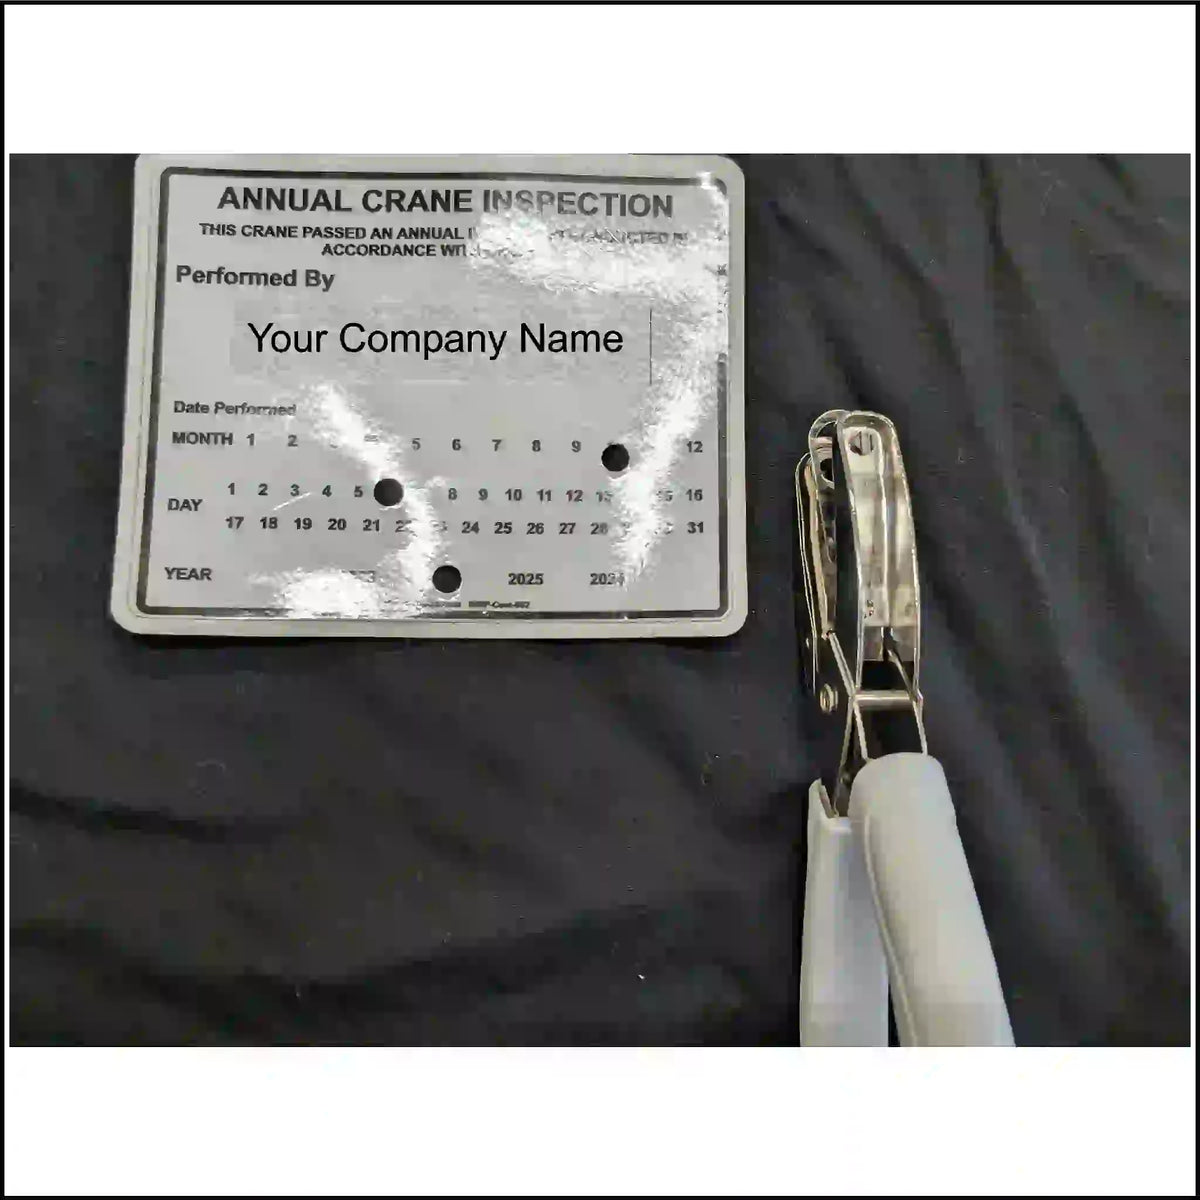 ANNUAL CRANE INSPECTION
THIS CRANE PASSED AN ANNUAL
ACCORDANCE WIT
Performed By
Your Company Name
Date Performed
MONTH 1 2 5 6 7 8 9 12
DAY 1 2 3 4 5 8 9 10 11 12 16
17 18 19 20 21 24 25 26 27 28 31
YEAR 2025